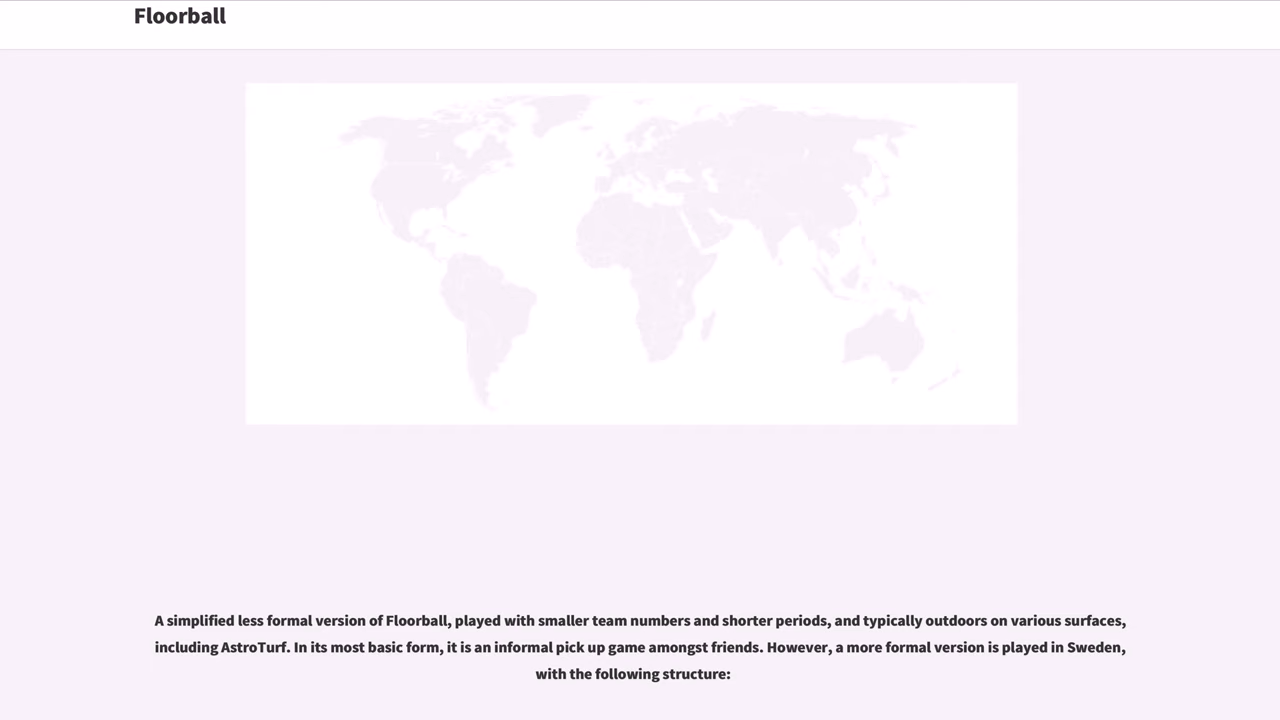 Floorball
A simplified less formal version of Floorball, played with smaller team numbers and shorter periods, and typically outdoors on various surfaces,
including AstroTurf. In its most basic form, it is an informal pick up game amongst friends. However, a more formal version is played in Sweden,
with the following structure: